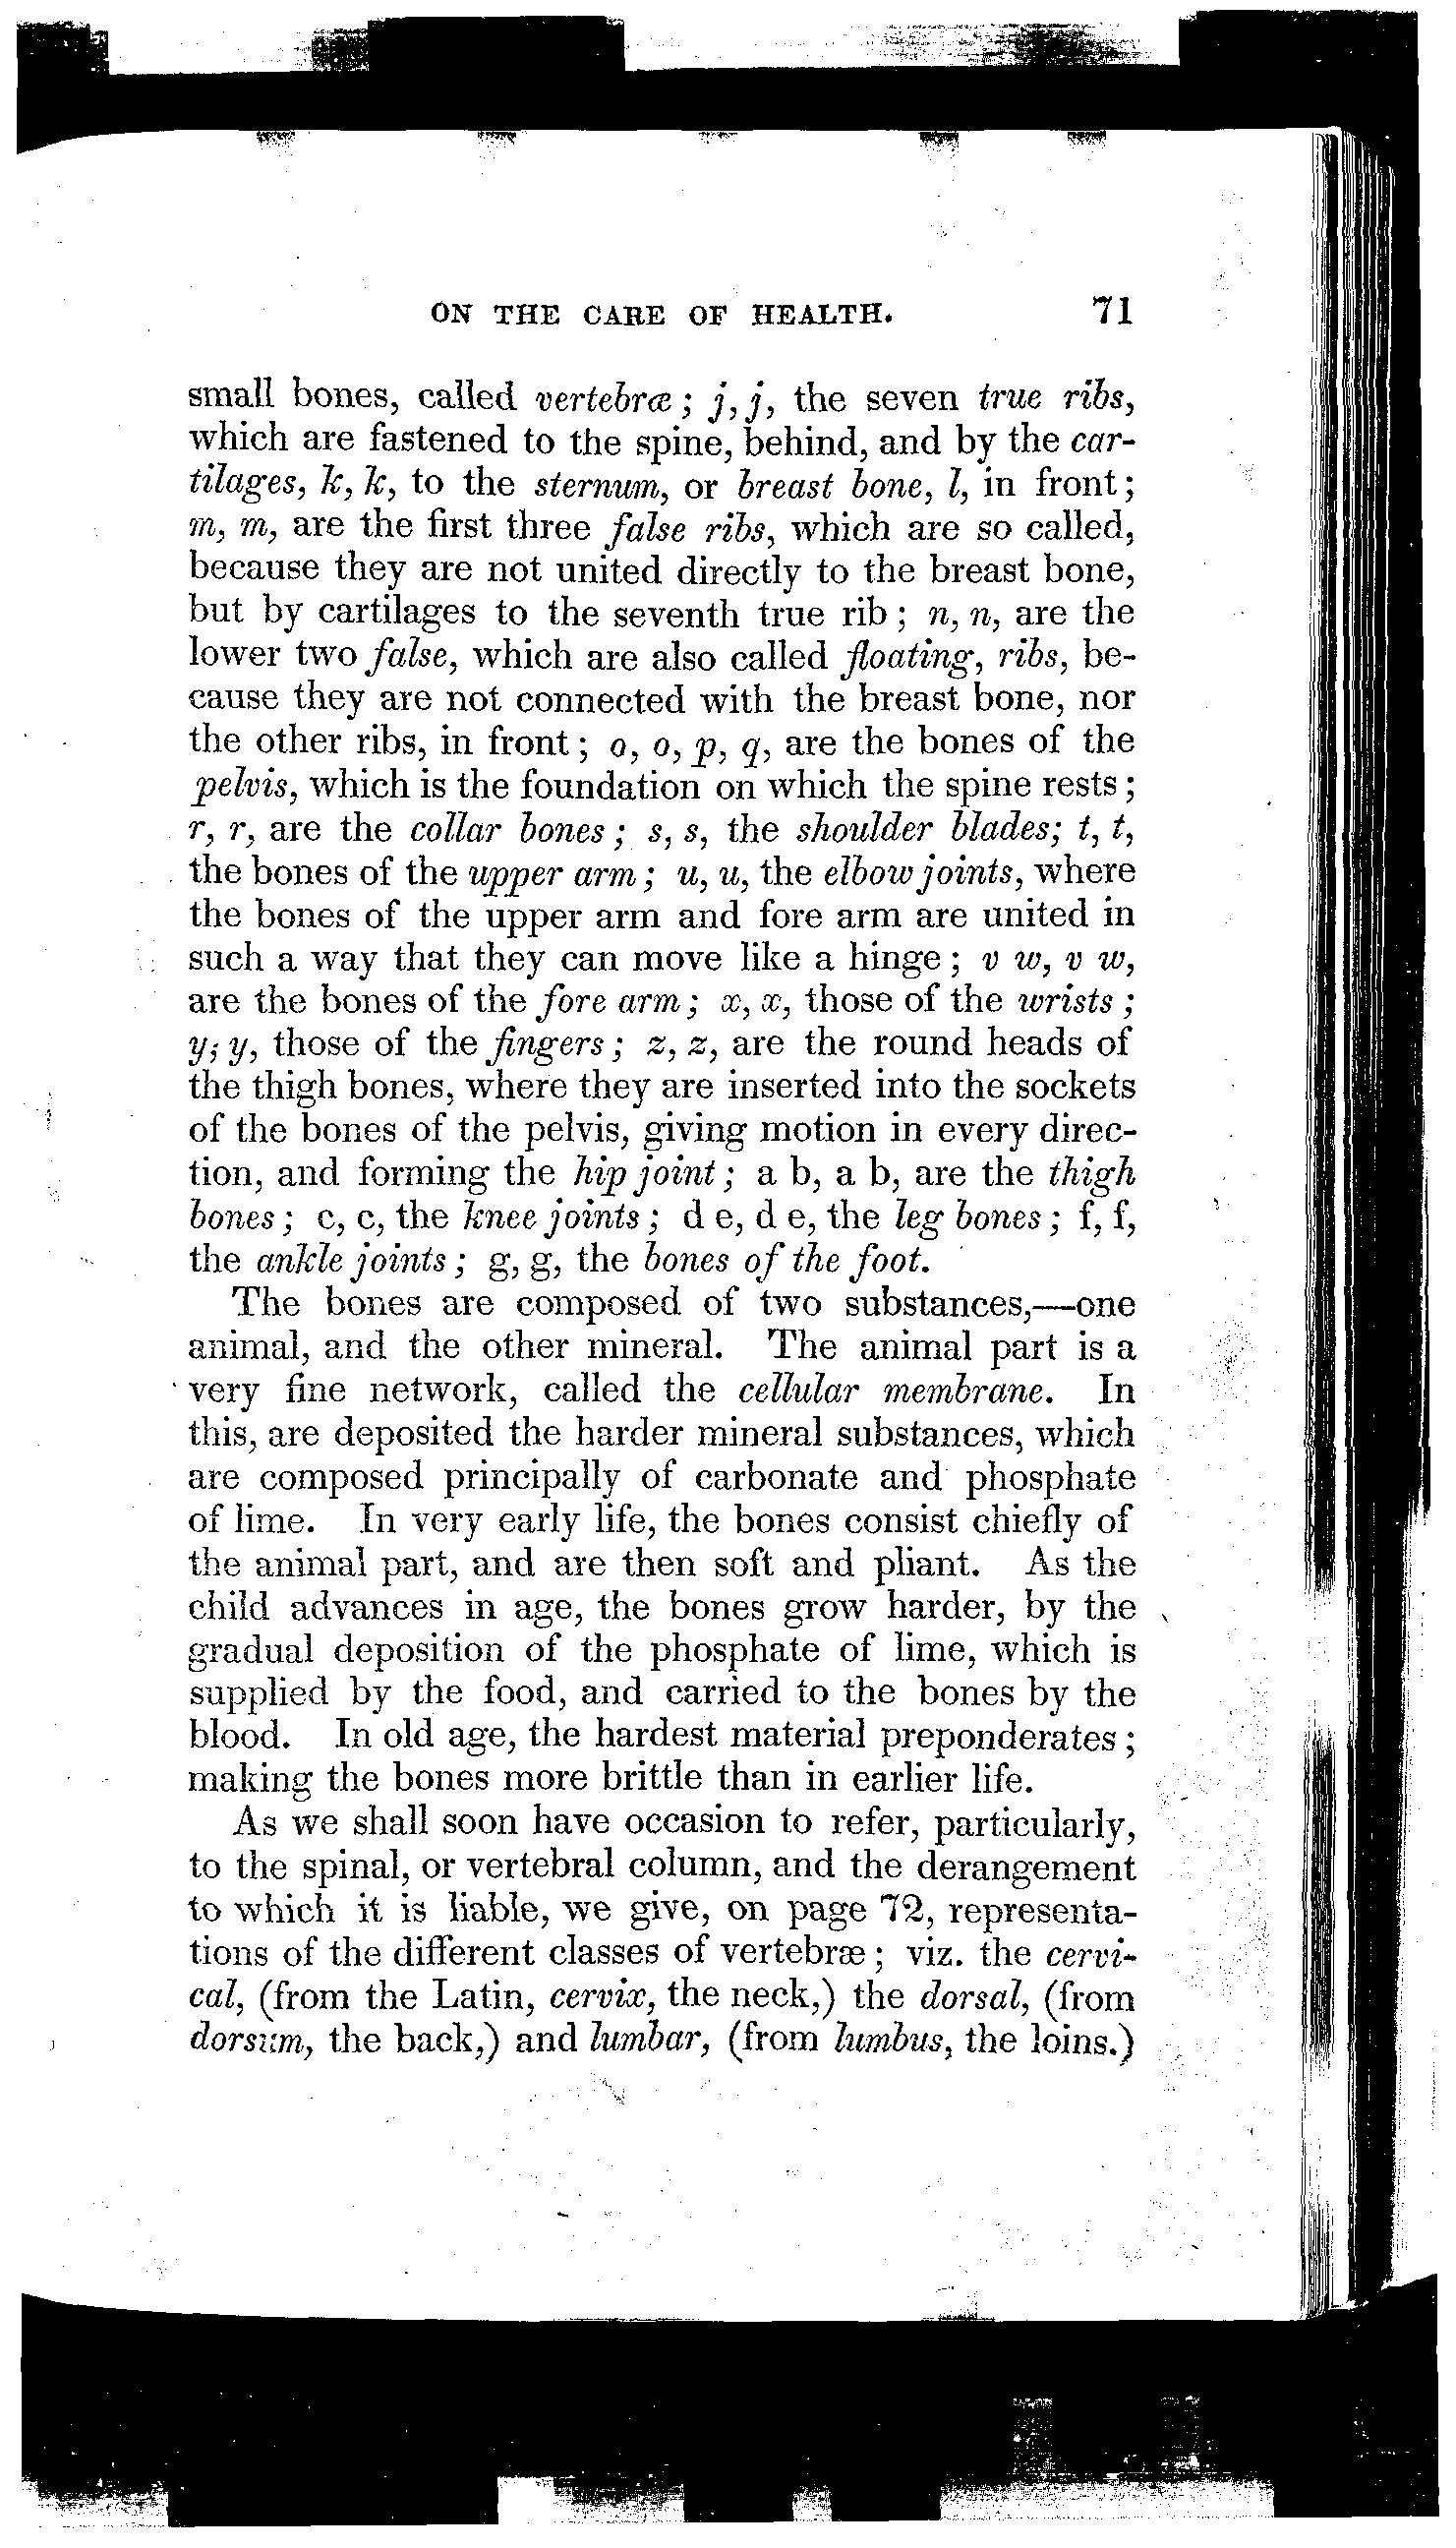 ON THE CARE OF HEALTH. 71
small bones, called vertebræ; j, j, the seven true ribs,
which are fastened to the spine, behind, and by the car-
tilages, k, k, to the sternum, or breast bone, l, in front;
m, m, are the first three false ribs, which are so called,
because they are not united directly to the breast bone,
but by cartilages to the seventh true rib; n, n, are the
lower two false, which are also called floating, ribs, be-
cause they are not connected with the breast bone, nor
the other ribs, in front; o, o, p, q, are the bones of the
pelvis, which is the foundation on which the spine rests;
r, r, are the collar bones; s, s, the shoulder blades; t, t,
the bones of the upper arm; u, u, the elbow joints, where
the bones of the upper arm and fore arm are united in
such a way that they can move like a hinge; v w, v w,
are the bones of the fore arm; x, x, those of the wrists;
y, y, those of the fingers; z, z, are the round heads of
the thigh bones, where they are inserted into the sockets
of the bones of the pelvis, giving motion in every direc-
tion, and forming the hip joint; a b, a b, are the thigh
bones; c, c, the knee joints; d e, d e, the leg bones; f, f,
the ankle joints; g, g, the bones of the foot.
The bones are composed of two substances,—one
animal, and the other mineral. The animal part is a
very fine network, called the cellular membrane. In
this, are deposited the harder mineral substances, which
are composed principally of carbonate and phosphate
of lime. In very early life, the bones consist chiefly of
the animal part, and are then soft and pliant. As the
child advances in age, the bones grow harder, by the
gradual deposition of the phosphate of lime, which is
supplied by the food, and carried to the bones by the
blood. In old age, the hardest material preponderates;
making the bones more brittle than in earlier life.
As we shall soon have occasion to refer, particularly,
to the spinal, or vertebral column, and the derangement
to which it is liable, we give, on page 72, representa-
tions of the different classes of vertebræ; viz. the cervi-
cal, (from the Latin, cervix, the neck,) the dorsal, (from
dorsum, the back,) and lumbar, (from lumbus, the loins.)